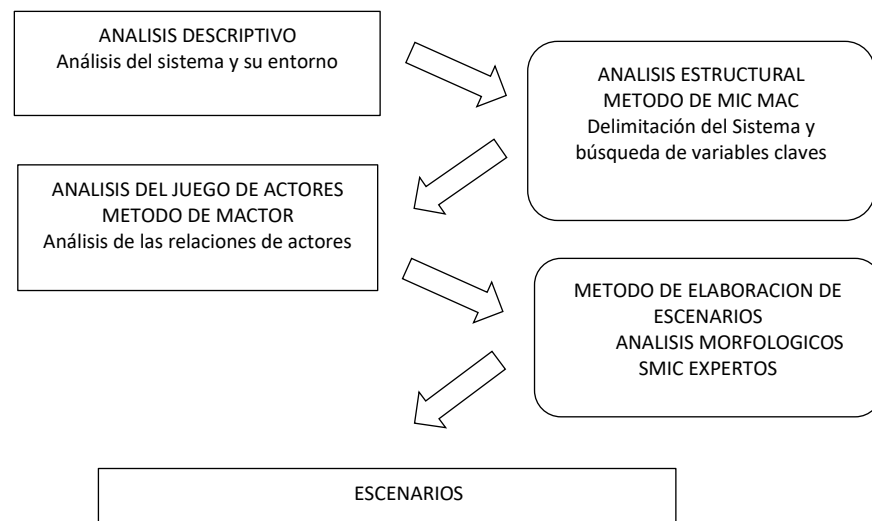 ANALISIS DESCRIPTIVO
Análisis del sistema y su entorno
ANALISIS ESTRUCTURAL
METODO DE MIC MAC
Delimitación del Sistema y
búsqueda de variables claves
ANALISIS DEL JUEGO DE ACTORES
METODO DE MACTOR
Análisis de las relaciones de actores
METODO DE ELABORACION DE
ESCENARIOS
ANALISIS MORFOLOGICOS
SMIC EXPERTOS
ESCENARIOS